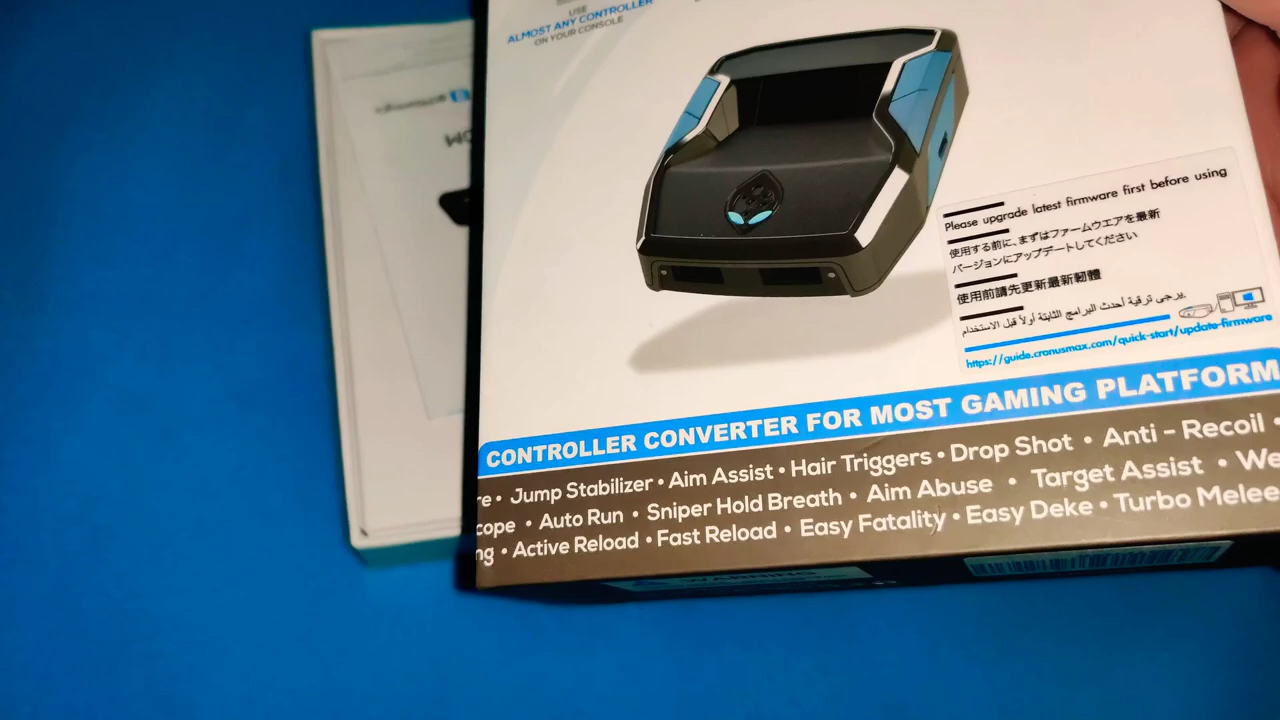 USE
ALMOST ANY CONTROLLER
ON YOUR CONSOLE
Please upgrade latest firmware first before using
使用する前に、まずはファームウエアを最新
バージョンにアップデートしてください
使用前請先更新最新韌體
يرجى ترقية أحدث البرامج الثابتة أولاً قبل الاستخدام.
https://guide.cronusmax.com/quick-start/update-firmware
CONTROLLER CONVERTER FOR MOST GAMING PLATFORM
re • Jump Stabilizer • Aim Assist • Hair Triggers • Drop Shot • Anti - Recoil •
cope • Auto Run • Sniper Hold Breath • Aim Abuse • Target Assist • We
ng • Active Reload • Fast Reload • Easy Fatality • Easy Deke • Turbo Melee
WARNING